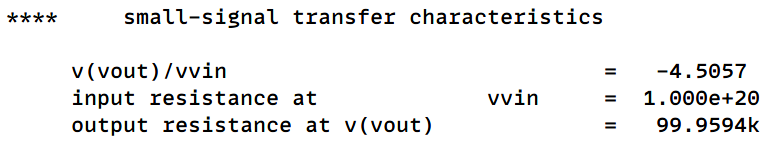 **** small-signal transfer characteristics
v(vout)/vvin = -4.5057
input resistance at vvin = 1.000e+20
output resistance at v(vout) = 99.9594k